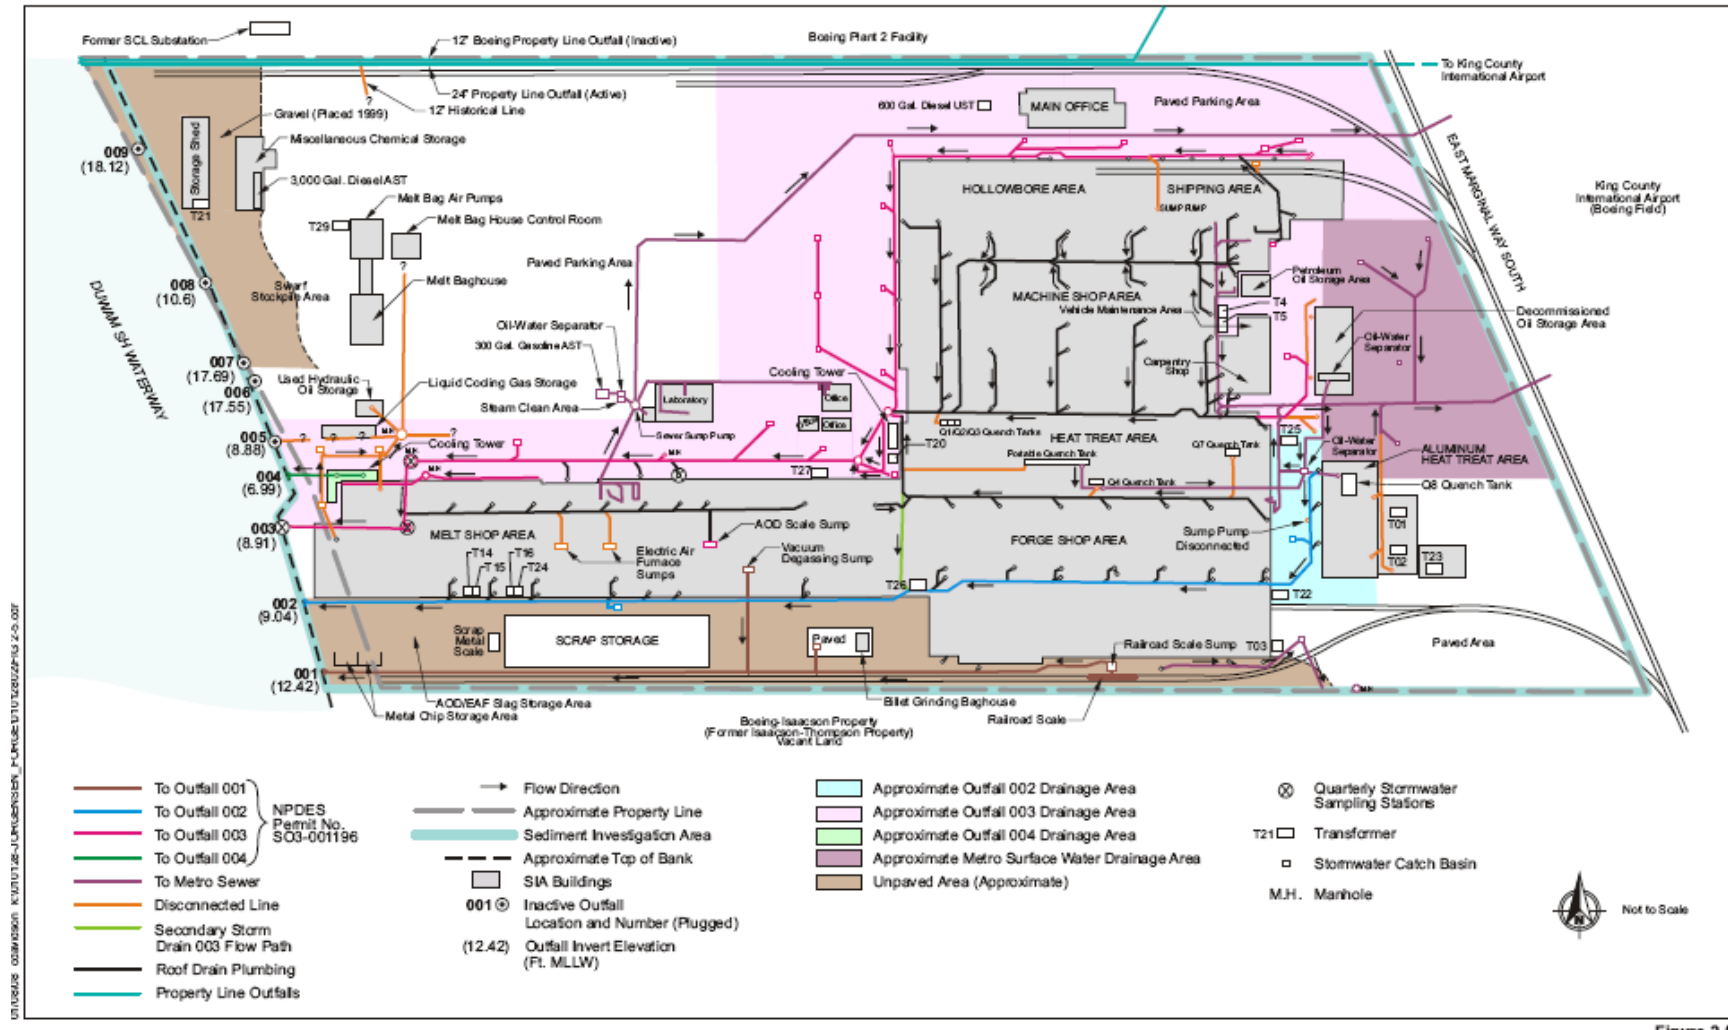 Former SCL Substation
12" Boeing Property Line Outfall (Inactive)
Boeing Plant 2 Facility
To King County
International Airport
24" Property Line Outfall (Active)
12" Historical Line
?
Gravel (Placed 1999)
600 Gal. Diesel UST
MAIN OFFICE
Paved Parking Area
Miscellaneous Chemical Storage
009
(18.12)
Storage Shed
T21
3,000 Gal. Diesel AST
Melt Bag Air Pumps
T29
Melt Bag House Control Room
?
HOLLOWBORE AREA
SHIPPING AREA
SUMP PUMP
EAST MARGINAL WAY SOUTH
King County
International Airport
(Boeing Field)
Paved Parking Area
008
(10.6)
Swarf
Stockpile Area
Melt Baghouse
DUWAMISH WATERWAY
MACHINE SHOP AREA
Vehicle Maintenance Area
Petroleum
Oil Storage Area
T4
T5
Decommissioned
Oil Storage Area
Oil-Water
Separator
Oil-Water Separator
300 Gal. Gasoline AST
007
(17.69)
006
(17.55)
Used Hydraulic
Oil Storage
Liquid Cooling Gas Storage
Steam Clean Area
Laboratory
Sewer Sump Pump
Office
Office
Cooling Tower
Carpentry
Shop
005
(8.88)
?
?
?
M.H.
M.H.
M.H.
Cooling Tower
T27
T20
Q1/Q2/Q3 Quench Tanks
HEAT TREAT AREA
Portable Quench Tank
Q4 Quench Tank
Q7 Quench Tank
T25
Oil-Water
Separator
ALUMINUM
HEAT TREAT AREA
Q8 Quench Tank
004
(6.99)
003
(8.91)
MELT SHOP AREA
T14
T15
T16
T24
Electric Air
Furnace
Sumps
AOD Scale Sump
Vacuum
Degassing Sump
FORGE SHOP AREA
T26
Sump Pump
Disconnected
T01
T02
T23
T22
002
(9.04)
Scrap
Metal
Scale
SCRAP STORAGE
Paved
Railroad Scale Sump
T03
Paved Area
001
(12.42)
AOD/EAF Slag Storage Area
Metal Chip Storage Area
Billet Grinding Baghouse
Railroad Scale
M.H.
Boeing-Isaacson Property
(Former Isaacson-Thompson Property)
Vacant Land
To Outfall 001
To Outfall 002
To Outfall 003
To Outfall 004
NPDES
Permit No.
SO3-001196
To Metro Sewer
Disconnected Line
Secondary Storm
Drain 003 Flow Path
Roof Drain Plumbing
Property Line Outfalls
Flow Direction
Approximate Property Line
Sediment Investigation Area
Approximate Top of Bank
SIA Buildings
001
Inactive Outfall
Location and Number (Plugged)
(12.42)
Outfall Invert Elevation
(Ft. MLLW)
Approximate Outfall 002 Drainage Area
Approximate Outfall 003 Drainage Area
Approximate Outfall 004 Drainage Area
Approximate Metro Surface Water Drainage Area
Unpaved Area (Approximate)
Quarterly Stormwater
Sampling Stations
T21
Transformer
Stormwater Catch Basin
M.H.
Manhole
N
Not to Scale